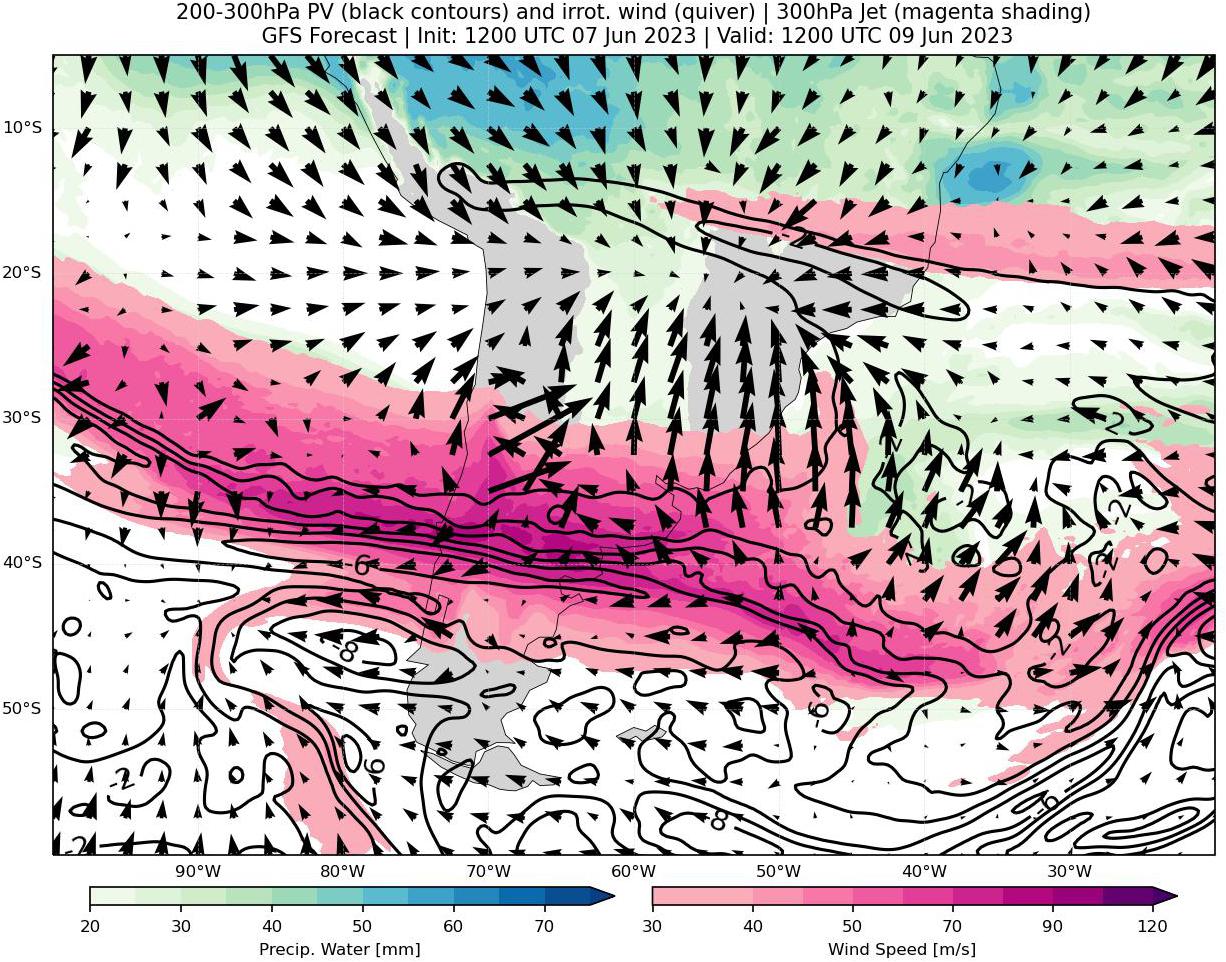 200-300hPa PV (black contours) and irrot. wind (quiver) | 300hPa Jet (magenta shading)
GFS Forecast | Init: 1200 UTC 07 Jun 2023 | Valid: 1200 UTC 09 Jun 2023
10°S
20°S
30°S
40°S
50°S
-2
-2
-2
-6
-8
-2
-6
-6
-2
-8
-6
-2
90°W 80°W 70°W 60°W 50°W 40°W 30°W
20 30 40 50 60 70
30 40 50 70 90 120
Precip. Water [mm]
Wind Speed [m/s]